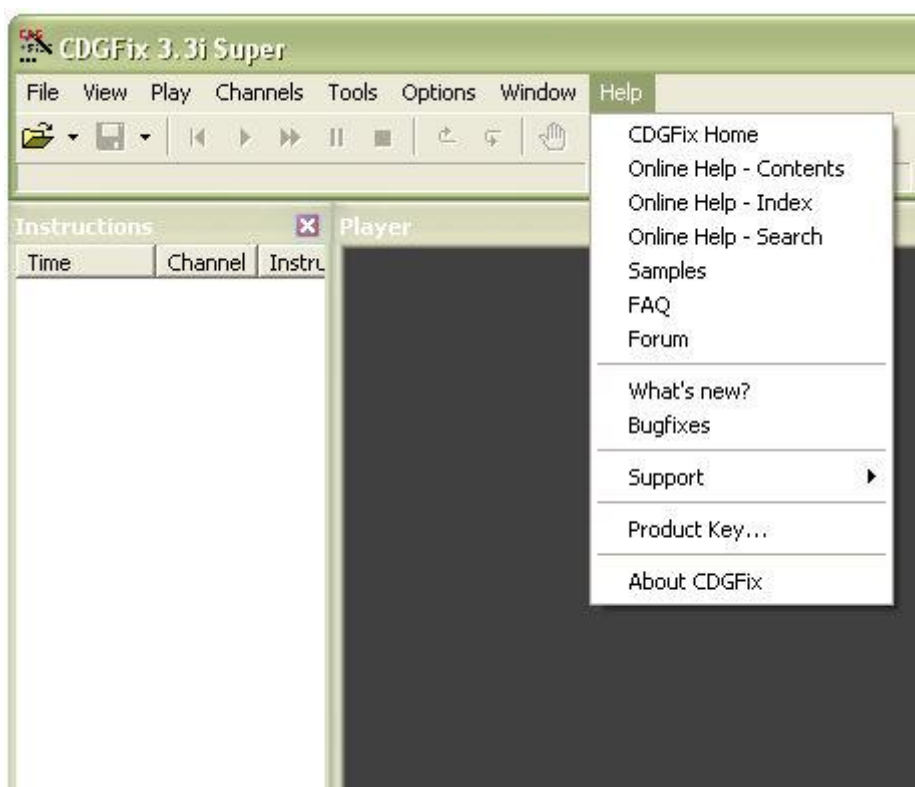 CDGFix 3.3i Super
File View Play Channels Tools Options Window Help
CDGFix Home
Online Help - Contents
Online Help - Index
Online Help - Search
Samples
FAQ
Forum
What's new?
Bugfixes
Support
Product Key...
About CDGFix
Instructions
Player
Time Channel Instru